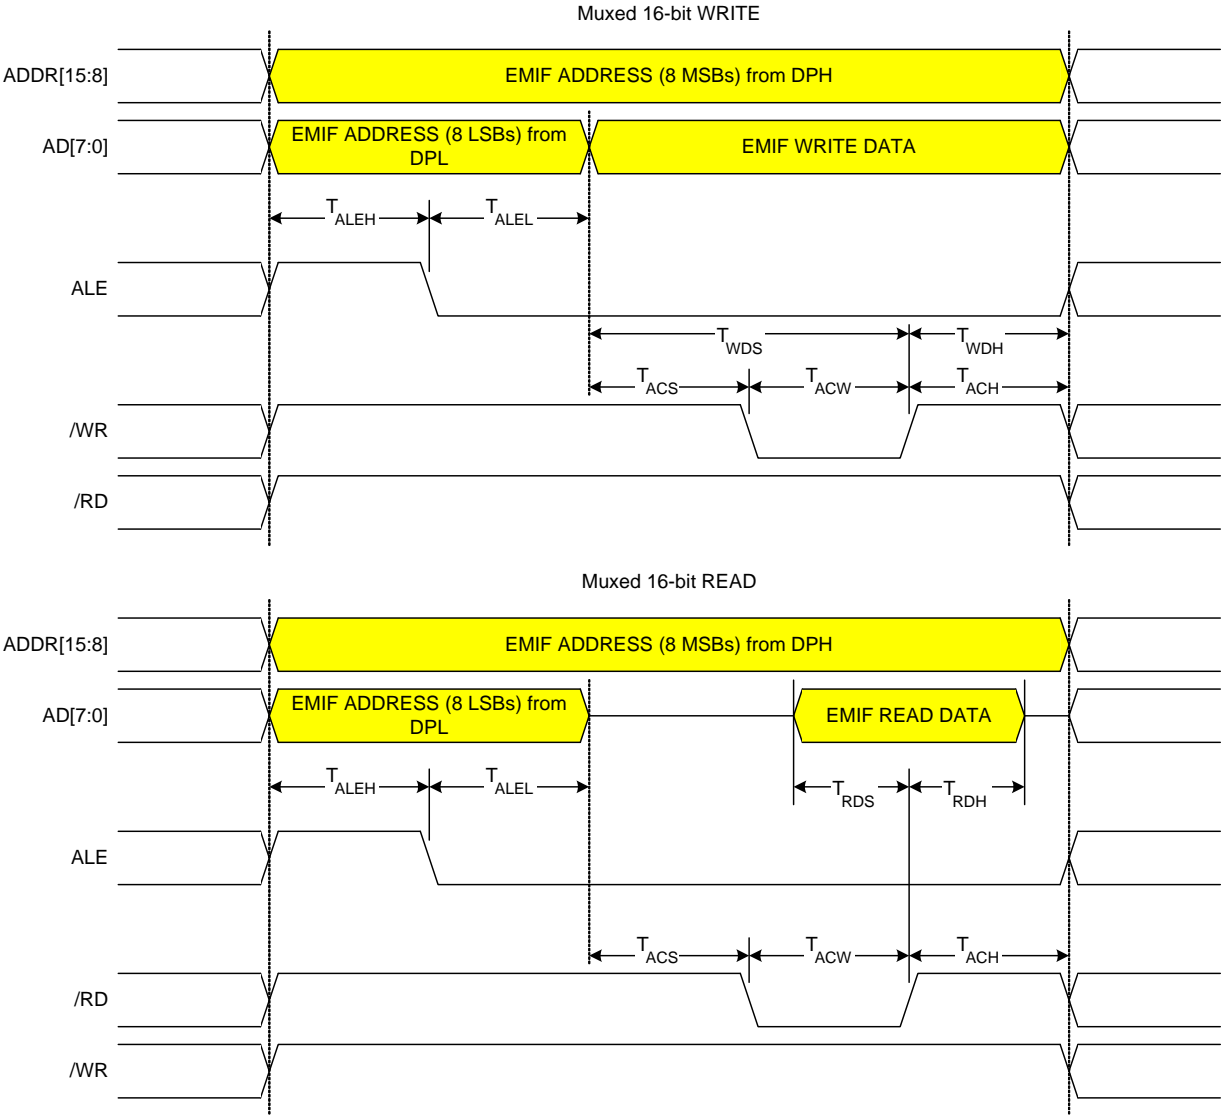 Muxed 16-bit WRITE
ADDR[15:8]
EMIF ADDRESS (8 MSBs) from DPH
AD[7:0]
EMIF ADDRESS (8 LSBs) from
DPL
EMIF WRITE DATA
TALEH
TALEL
ALE
TWDS
TWDH
TACS
TACW
TACH
/WR
/RD
Muxed 16-bit READ
ADDR[15:8]
EMIF ADDRESS (8 MSBs) from DPH
AD[7:0]
EMIF ADDRESS (8 LSBs) from
DPL
EMIF READ DATA
TALEH
TALEL
TRDS
TRDH
ALE
TACS
TACW
TACH
/RD
/WR